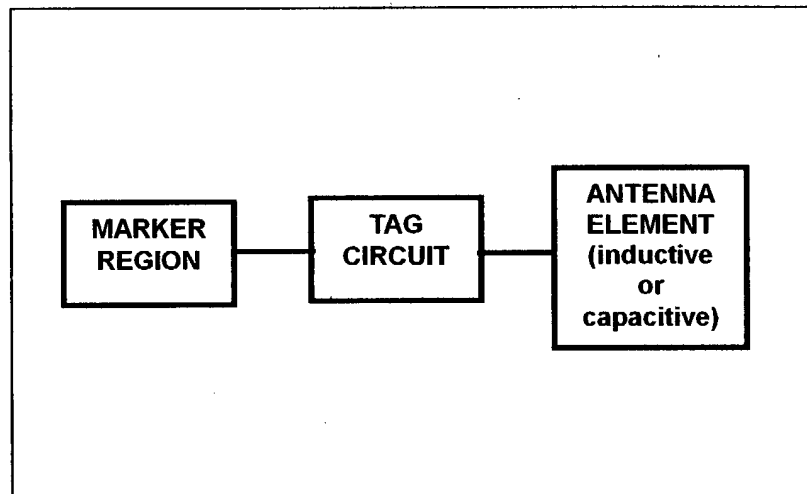 MARKER
REGION
TAG
CIRCUIT
ANTENNA
ELEMENT
(inductive
or
capacitive)